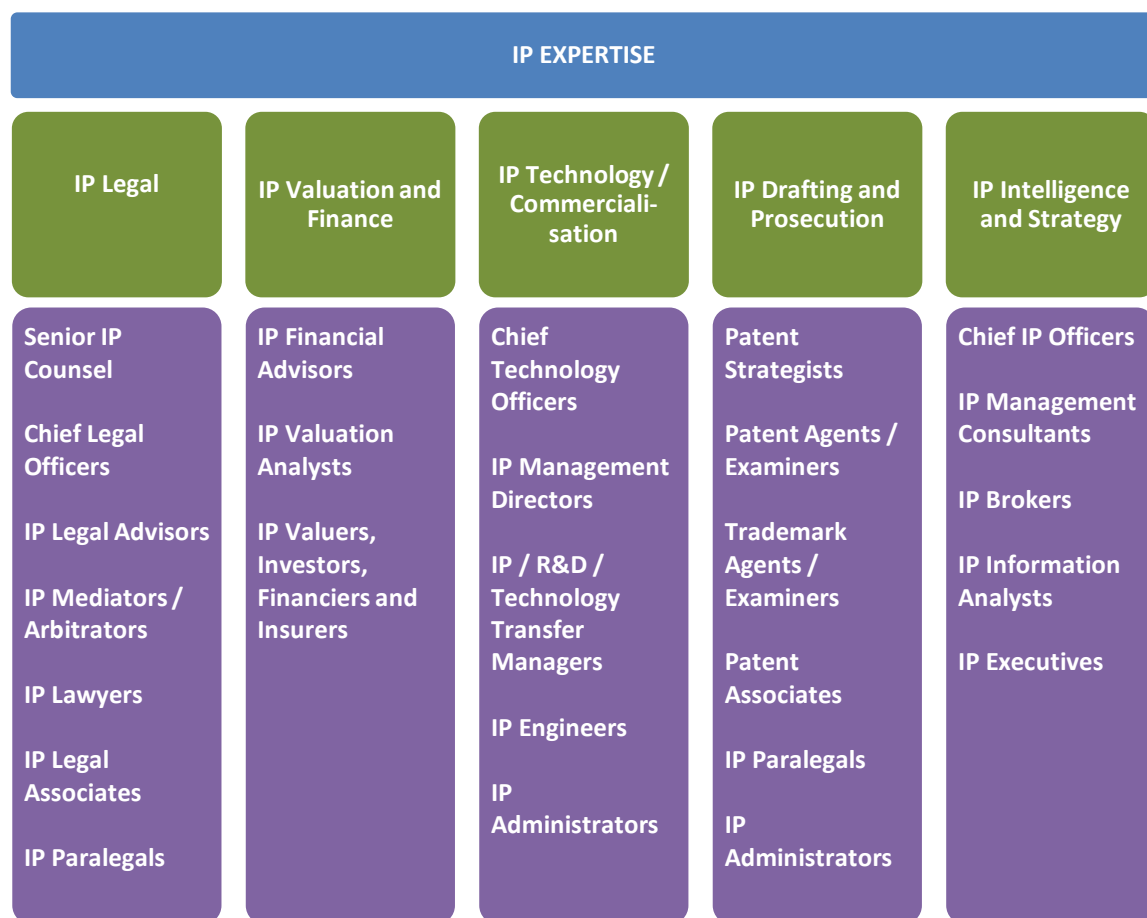 IP EXPERTISE
IP Legal
IP Valuation and
Finance
IP Technology /
Commerciali-
sation
IP Drafting and
Prosecution
IP Intelligence
and Strategy
Senior IP
Counsel
Chief Legal
Officers
IP Legal Advisors
IP Mediators /
Arbitrators
IP Lawyers
IP Legal
Associates
IP Paralegals
IP Financial
Advisors
IP Valuation
Analysts
IP Valuers,
Investors,
Financiers and
Insurers
Chief
Technology
Officers
IP Management
Directors
IP / R&D /
Technology
Transfer
Managers
IP Engineers
IP
Administrators
Patent
Strategists
Patent Agents /
Examiners
Trademark
Agents /
Examiners
Patent
Associates
IP Paralegals
IP
Administrators
Chief IP Officers
IP Management
Consultants
IP Brokers
IP Information
Analysts
IP Executives